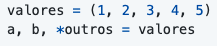 valores = (1, 2, 3, 4, 5)
a, b, *outros = valores